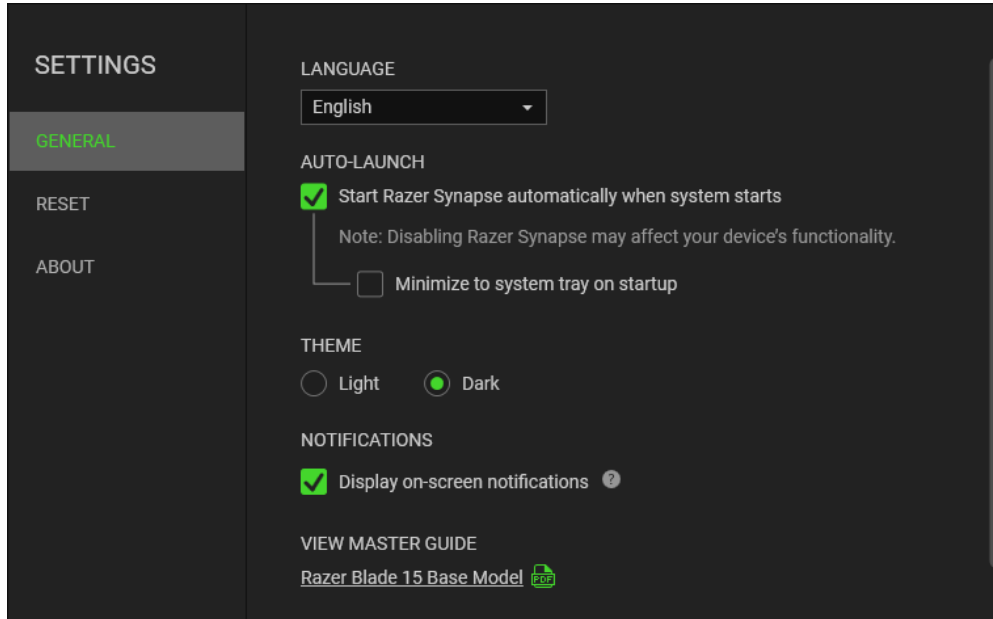 SETTINGS
GENERAL
RESET
ABOUT
LANGUAGE
English
AUTO-LAUNCH
Start Razer Synapse automatically when system starts
Note: Disabling Razer Synapse may affect your device’s functionality.
Minimize to system tray on startup
THEME
Light
Dark
NOTIFICATIONS
Display on-screen notifications ?
VIEW MASTER GUIDE
Razer Blade 15 Base Model PDF